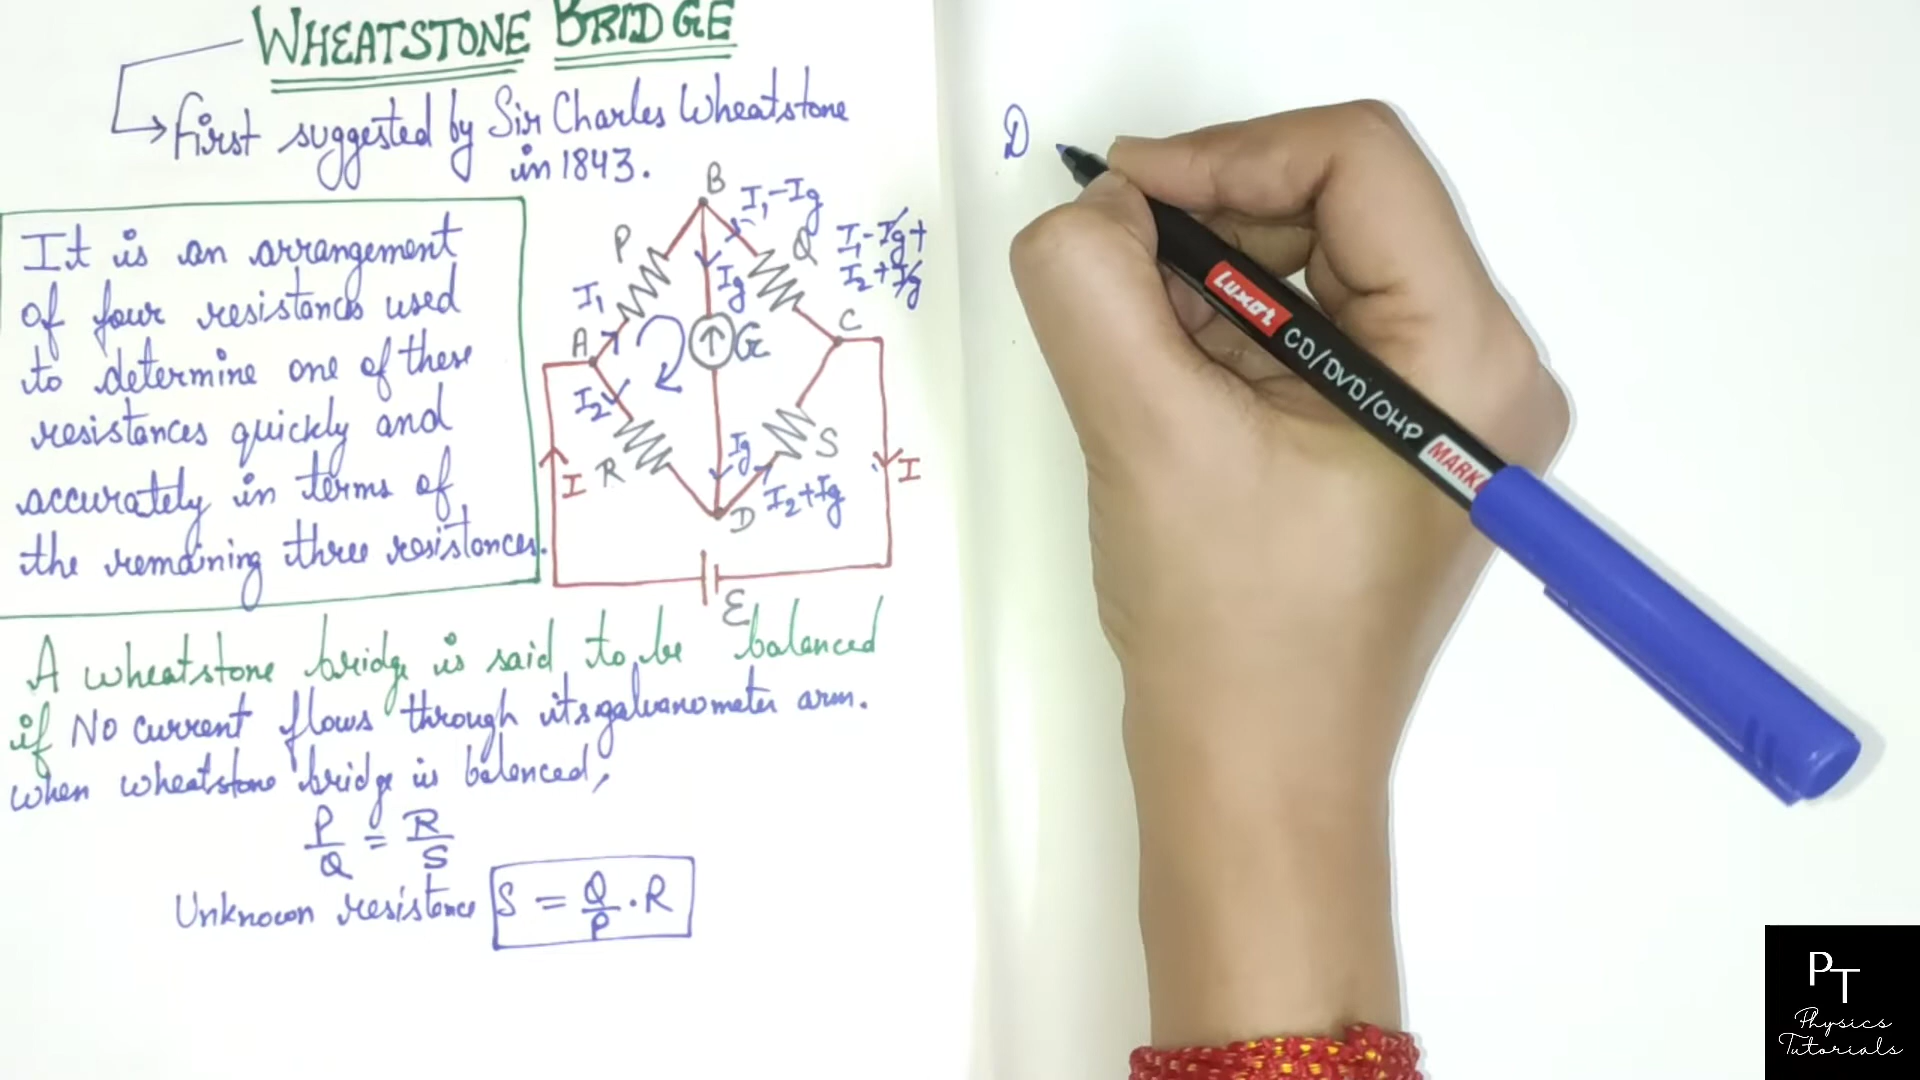 WHEATSTONE BRIDGE
First suggested by Sir Charles Wheatstone
in 1843.
It is an arrangement
of four resistances used
to determine one of these
resistances quickly and
accurately in terms of
the remaining three resistances.
B
I₁-Ig
P
Q
I₁-Ig+
I₂+Ig
I₁
Ig
A
G
C
I₂
R
Ig
S
I
I
D
I₂+Ig
E
A wheatstone bridge is said to be balanced
if NO current flows through its galvanometer arm.
when wheatstone bridge is balanced,
P/Q = R/S
Unknown resistance S = Q/P . R
D
Luxor CD/DVD/OHP MARKE
PT
Physics
Tutorials